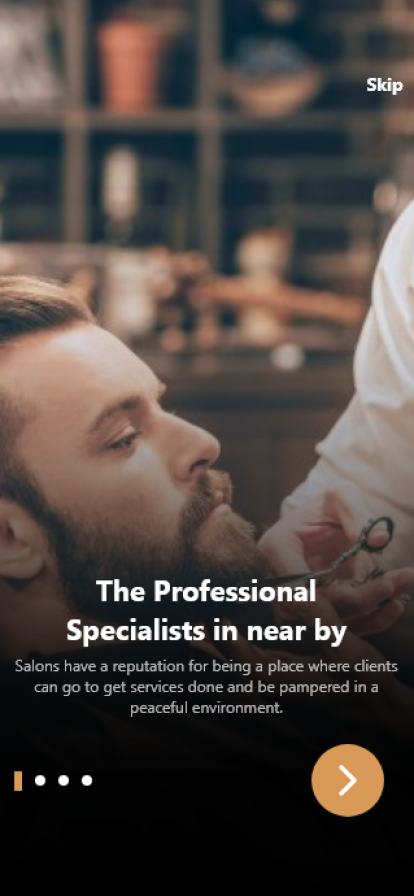 Skip
The Professional
Specialists in near by
Salons have a reputation for being a place where clients
can go to get services done and be pampered in a
peaceful environment.